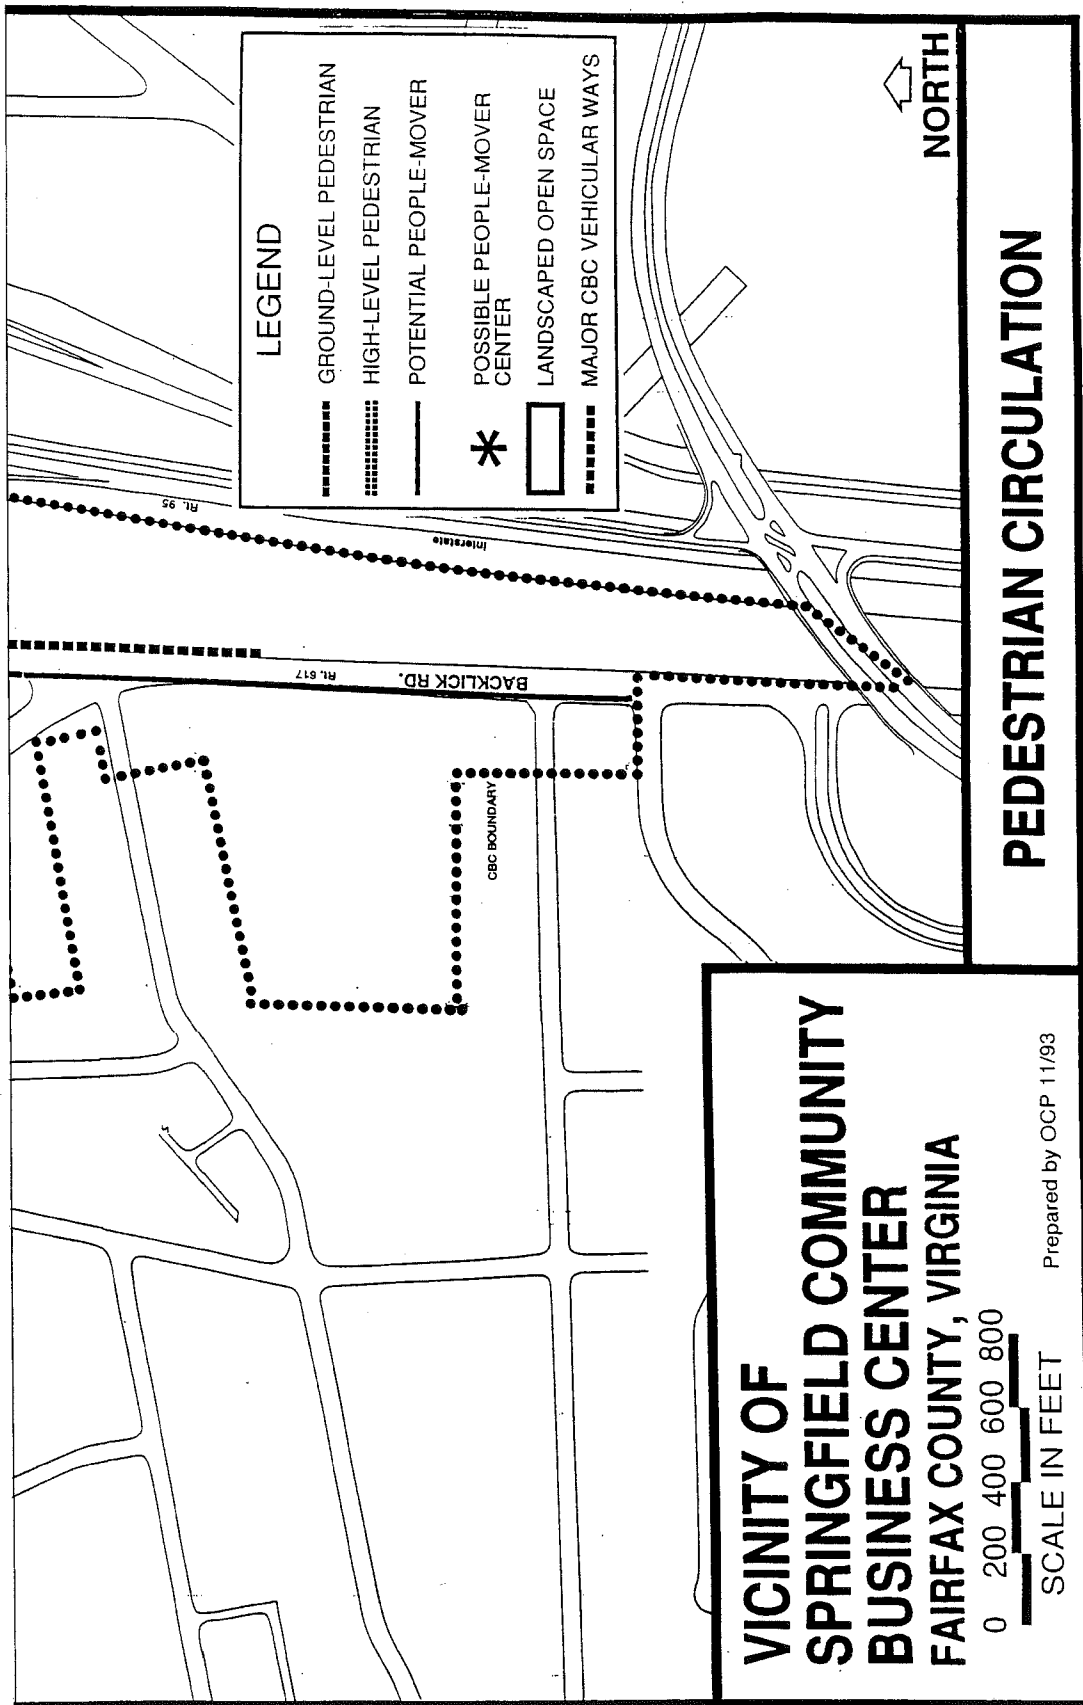 LEGEND
GROUND-LEVEL PEDESTRIAN
HIGH-LEVEL PEDESTRIAN
POTENTIAL PEOPLE-MOVER
POSSIBLE PEOPLE-MOVER
CENTER
LANDSCAPED OPEN SPACE
MAJOR CBC VEHICULAR WAYS
Rt. 95
Interstate
Rt. 617
BACKLICK RD.
CBC BOUNDARY
NORTH
PEDESTRIAN CIRCULATION
VICINITY OF
SPRINGFIELD COMMUNITY
BUSINESS CENTER
FAIRFAX COUNTY, VIRGINIA
0 200 400 600 800
SCALE IN FEET
Prepared by OCP 11/93